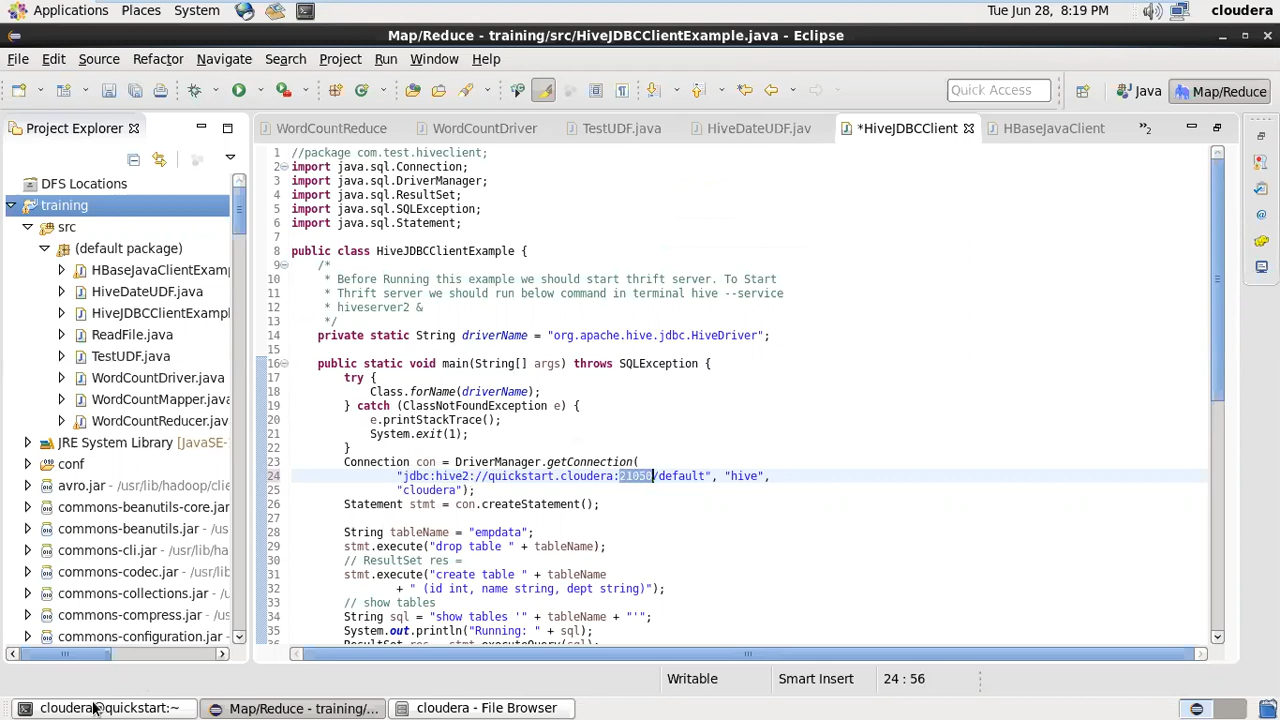 Applications Places System Tue Jun 28, 8:19 PM cloudera
Map/Reduce - training/src/HiveJDBCClientExample.java - Eclipse
File Edit Source Refactor Navigate Search Project Run Window Help
Quick Access Java Map/Reduce
Project Explorer
WordCountReduce WordCountDriver TestUDF.java HiveDateUDF.jav *HiveJDBCClient HBaseJavaClient »2
DFS Locations
training
src
(default package)
HBaseJavaClientExamp
HiveDateUDF.java
HiveJDBCClientExampl
ReadFile.java
TestUDF.java
WordCountDriver.java
WordCountMapper.java
WordCountReducer.java
JRE System Library [JavaSE-
conf
avro.jar - /usr/lib/hadoop/clien
commons-beanutils-core.jar -
commons-beanutils.jar - /us
commons-cli.jar - /usr/lib/ha
commons-codec.jar - /usr/lib
commons-collections.jar - /u
commons-compress.jar - /us
commons-configuration.jar -
1 //package com.test.hiveclient;
2 import java.sql.Connection;
3 import java.sql.DriverManager;
4 import java.sql.ResultSet;
5 import java.sql.SQLException;
6 import java.sql.Statement;
7
8 public class HiveJDBCClientExample {
9 /*
10 * Before Running this example we should start thrift server. To Start
11 * Thrift server we should run below command in terminal hive --service
12 * hiveserver2 &
13 */
14 private static String driverName = "org.apache.hive.jdbc.HiveDriver";
15
16 public static void main(String[] args) throws SQLException {
17 try {
18 Class.forName(driverName);
19 } catch (ClassNotFoundException e) {
20 e.printStackTrace();
21 System.exit(1);
22 }
23 Connection con = DriverManager.getConnection(
24 "jdbc:hive2://quickstart.cloudera:21050/default", "hive",
25 "cloudera");
26 Statement stmt = con.createStatement();
27
28 String tableName = "empdata";
29 stmt.execute("drop table " + tableName);
30 // ResultSet res =
31 stmt.execute("create table " + tableName
32 + " (id int, name string, dept string)");
33 // show tables
34 String sql = "show tables '" + tableName + "'";
35 System.out.println("Running: " + sql);
36 ResultSet res = stmt.executeQuery(sql);
Writable Smart Insert 24 : 56
cloudera@quickstart:~ Map/Reduce - training/... cloudera - File Browser